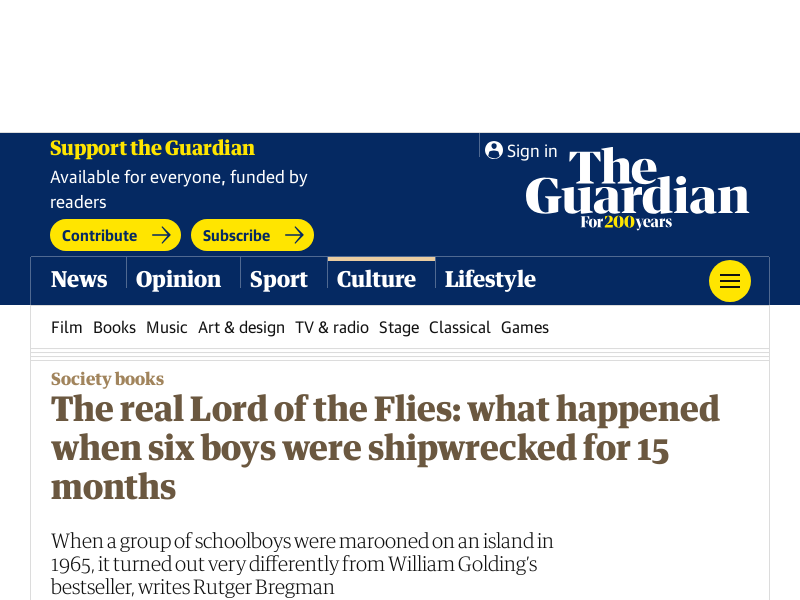 Support the Guardian
Available for everyone, funded by
readers
Contribute
Subscribe
Sign in
The
Guardian
For 200 years
News
Opinion
Sport
Culture
Lifestyle
Film
Books
Music
Art & design
TV & radio
Stage
Classical
Games
Society books
The real Lord of the Flies: what happened
when six boys were shipwrecked for 15
months
When a group of schoolboys were marooned on an island in
1965, it turned out very differently from William Golding’s
bestseller, writes Rutger Bregman